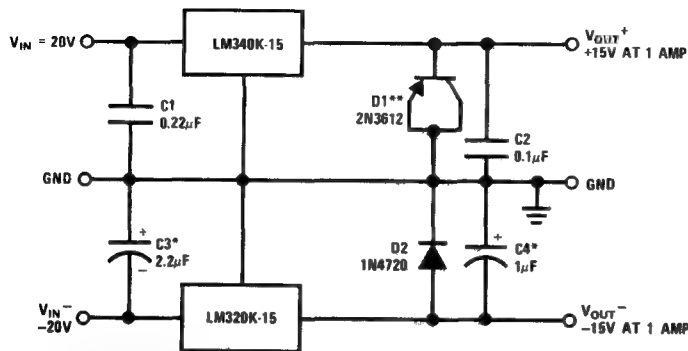 V_IN = 20V
LM340K-15
V_OUT+
+15V AT 1 AMP
C1
0.22μF
D1**
2N3612
C2
0.1μF
GND
GND
+
C3*
2.2μF
−
D2
1N4720
+
C4*
1μF
V_IN−
−20V
LM320K-15
V_OUT−
−15V AT 1 AMP